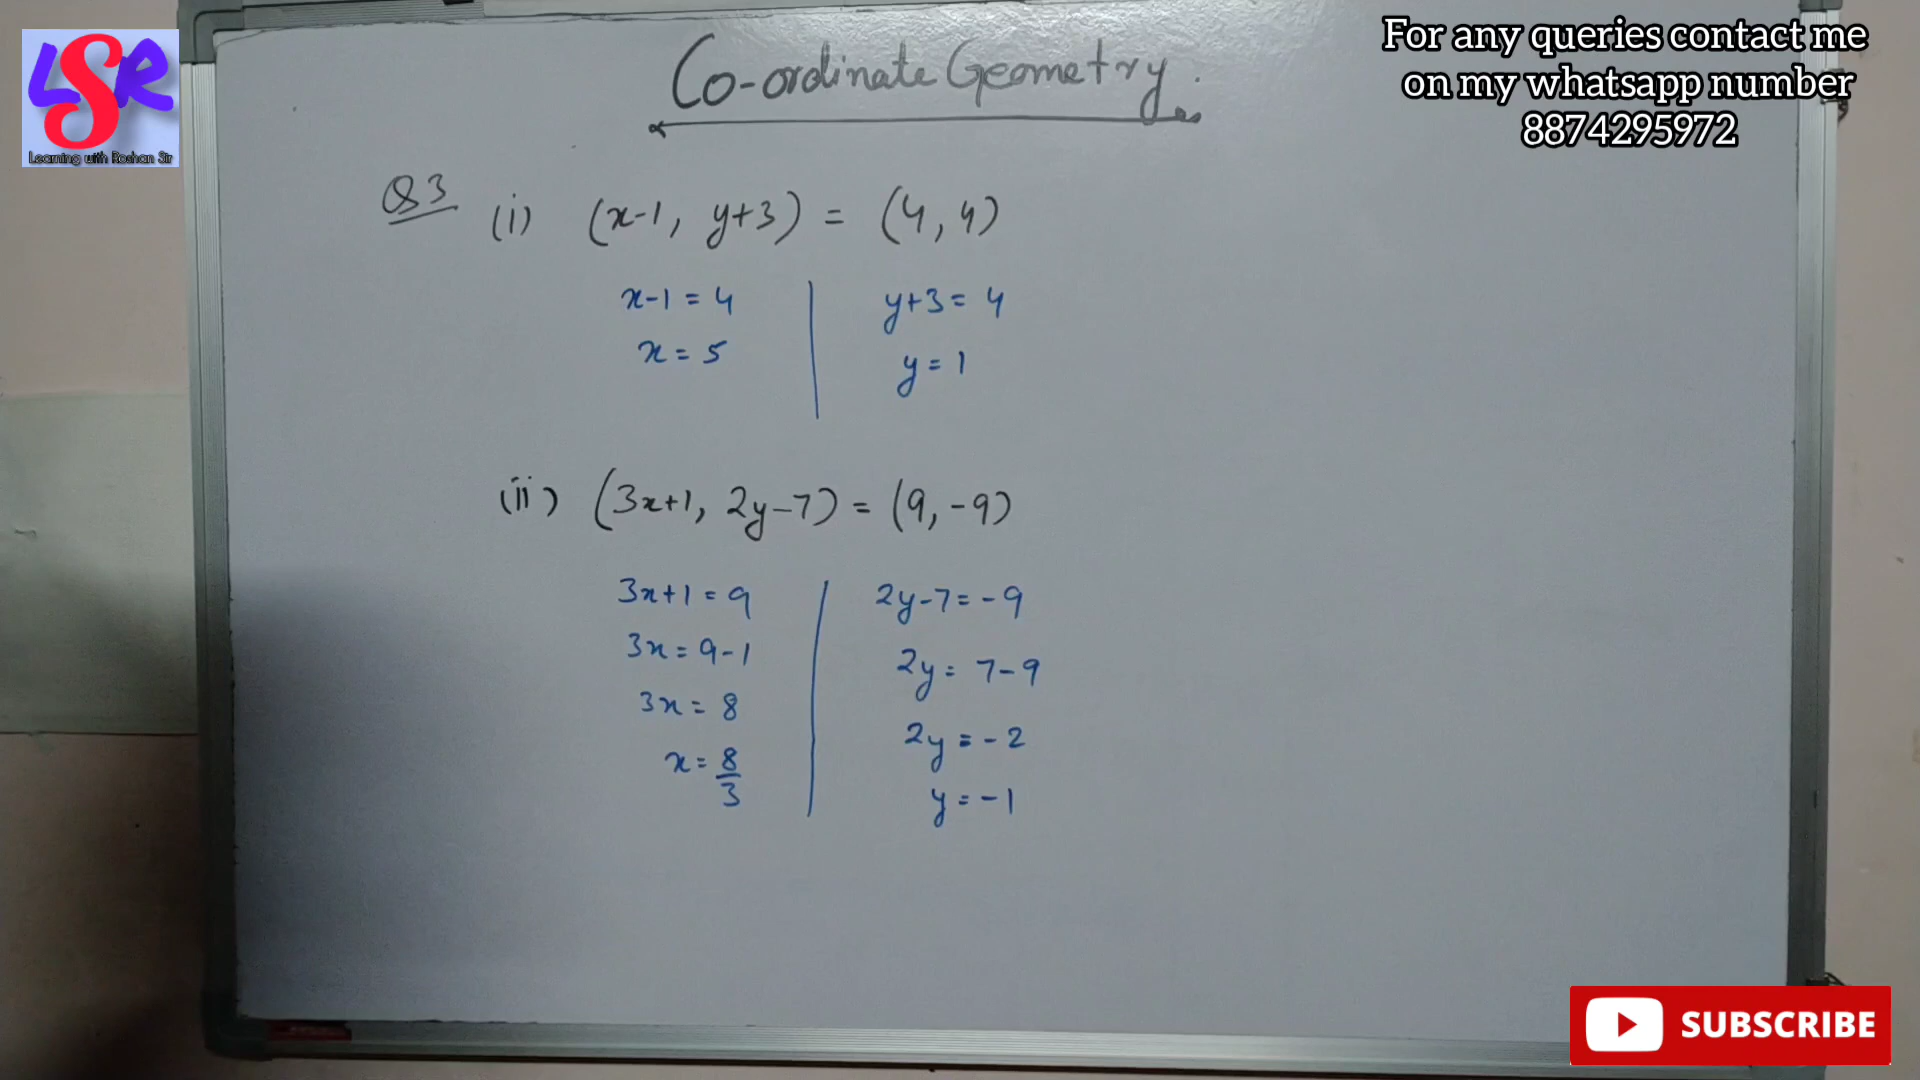 LSR
Learning with Roshan Sir
For any queries contact me
on my whatsapp number
8874295972
Co-ordinate Geometry.
Q3 (i) (x-1, y+3) = (4, 4)
x-1 = 4
x = 5
y+3 = 4
y = 1
(ii) (3x+1, 2y-7) = (9, -9)
3x+1 = 9
3x = 9-1
3x = 8
x = 8/3
2y-7 = -9
2y = 7-9
2y = -2
y = -1
SUBSCRIBE